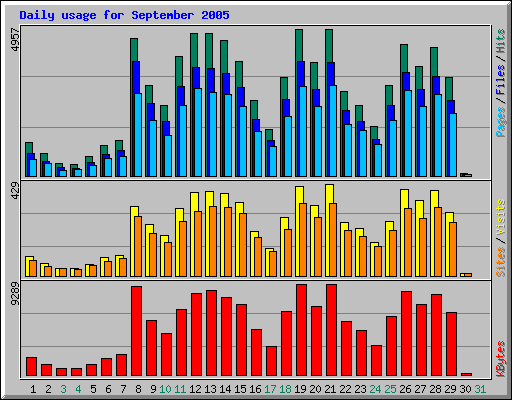 Daily usage for September 2005
4957
Pages / Files / Hits
429
Sites / Visits
9289
KBytes
1 2 3 4 5 6 7 8 9 10 11 12 13 14 15 16 17 18 19 20 21 22 23 24 25 26 27 28 29 30 31